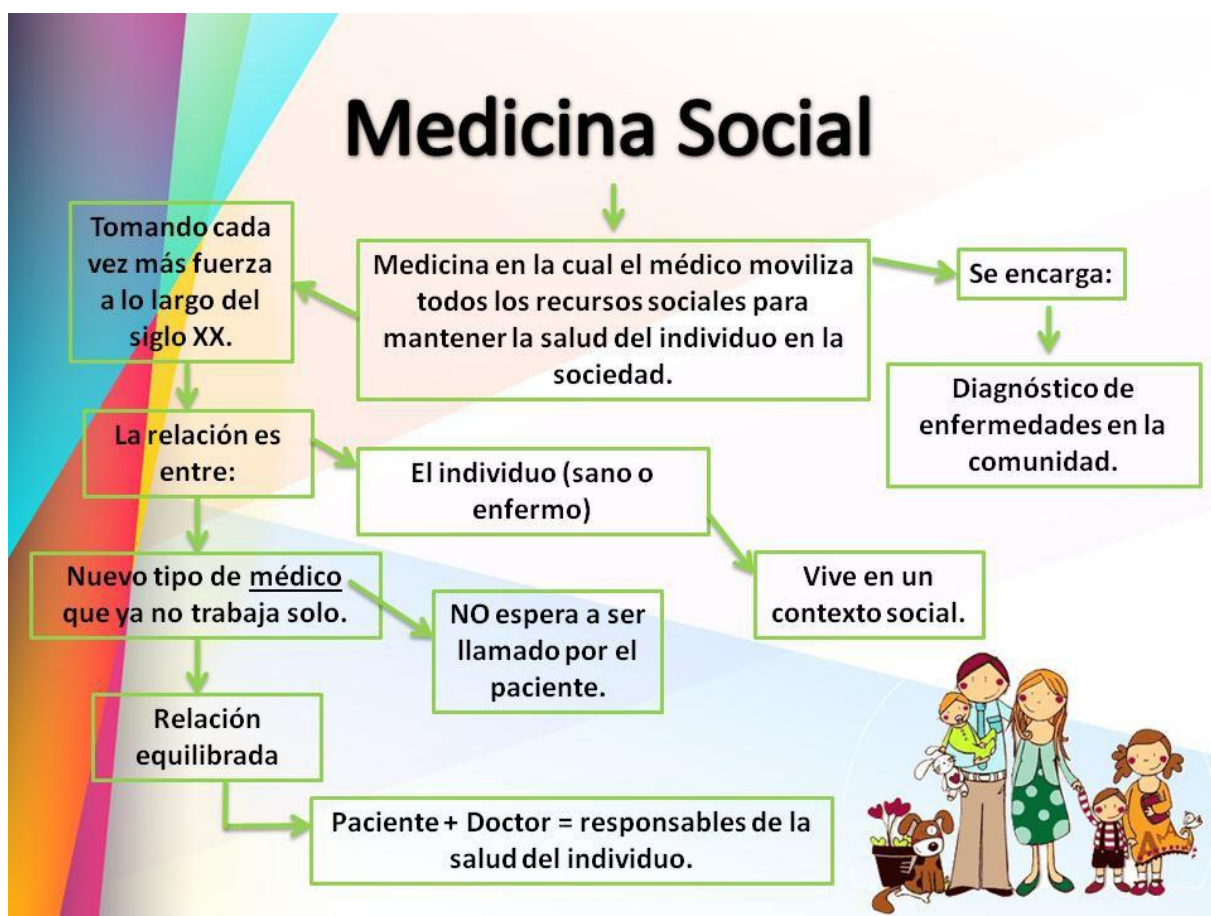 Medicina Social
Tomando cada
vez más fuerza
a lo largo del
siglo XX.
Medicina en la cual el médico moviliza
todos los recursos sociales para
mantener la salud del individuo en la
sociedad.
Se encarga:
Diagnóstico de
enfermedades en la
comunidad.
La relación es
entre:
El individuo (sano o
enfermo)
Vive en un
contexto social.
Nuevo tipo de médico
que ya no trabaja solo.
NO espera a ser
llamado por el
paciente.
Relación
equilibrada
Paciente + Doctor = responsables de la
salud del individuo.